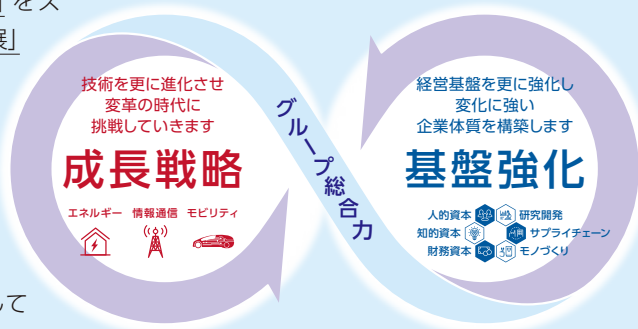 」をス
展」
技術を更に進化させ
変革の時代に
挑戦していきます
成長戦略
エネルギー 情報通信 モビリティ
グループ総合力
経営基盤を更に強化し
変化に強い
企業体質を構築します
基盤強化
人的資本 研究開発
知的資本 サプライチェーン
財務資本 モノづくり
して